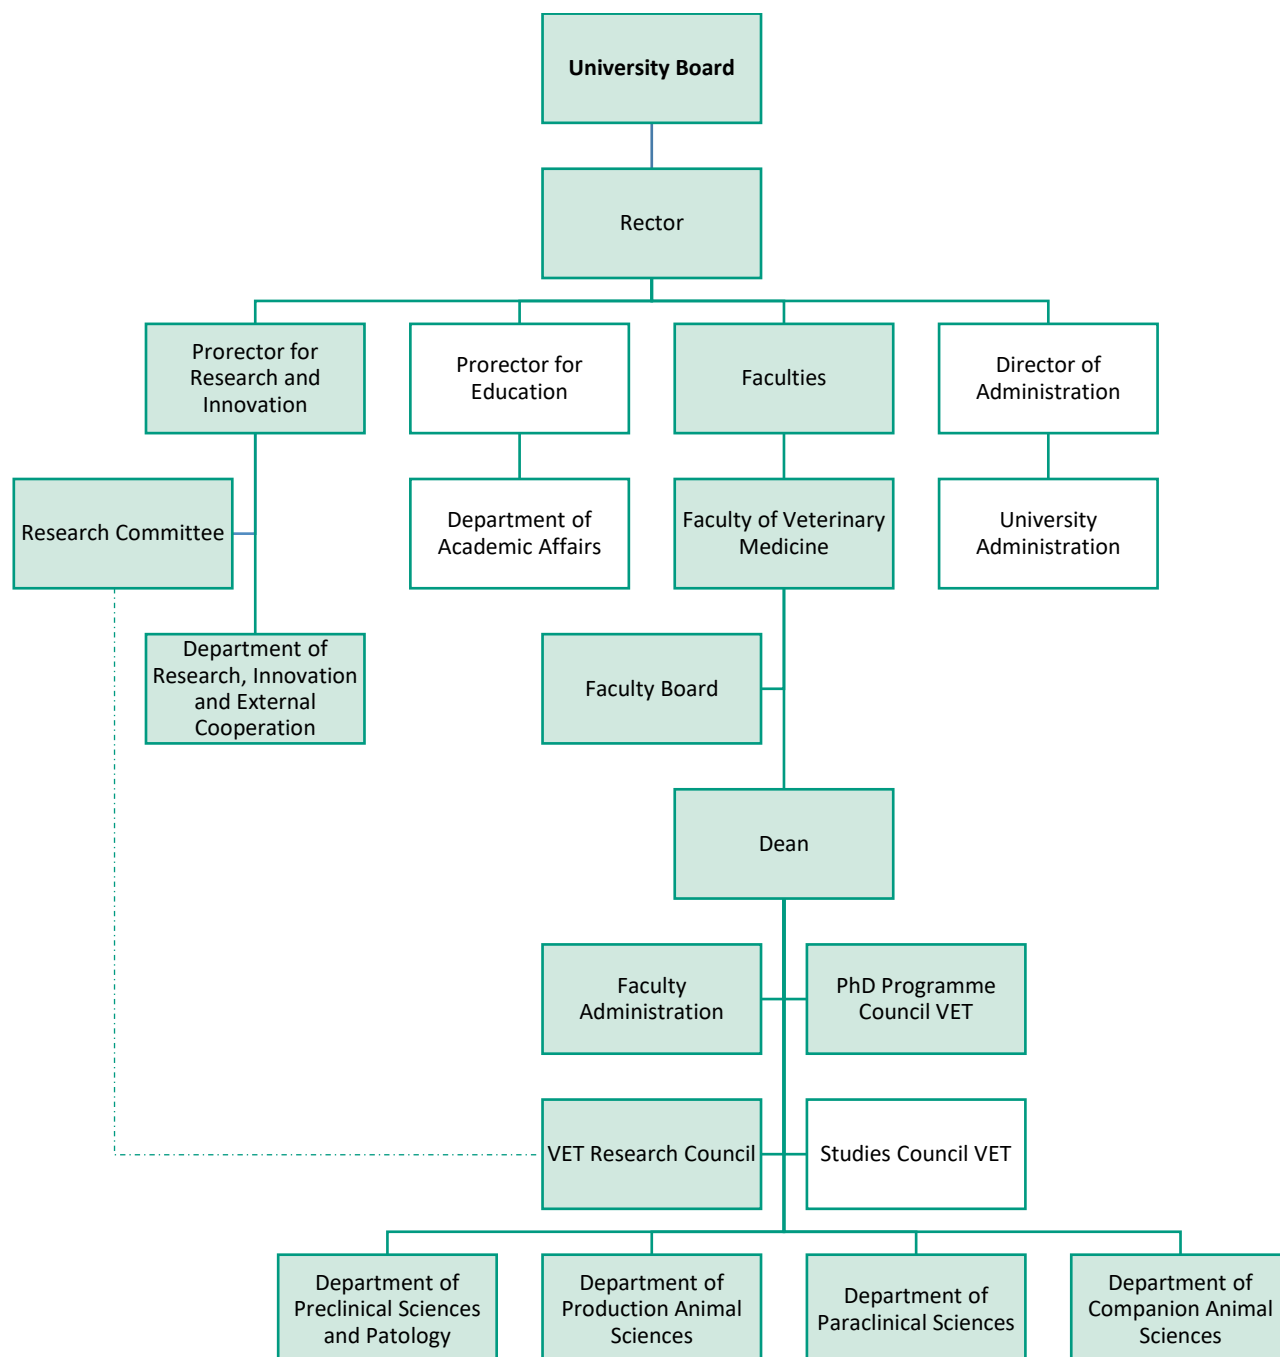 University Board
Rector
Prorector for
Research and
Innovation
Prorector for
Education
Faculties
Director of
Administration
Research Committee
Department of
Academic Affairs
Faculty of Veterinary
Medicine
University
Administration
Department of
Research, Innovation
and External
Cooperation
Faculty Board
Dean
Faculty
Administration
PhD Programme
Council VET
VET Research Council
Studies Council VET
Department of
Preclinical Sciences
and Patology
Department of
Production Animal
Sciences
Department of
Paraclinical Sciences
Department of
Companion Animal
Sciences